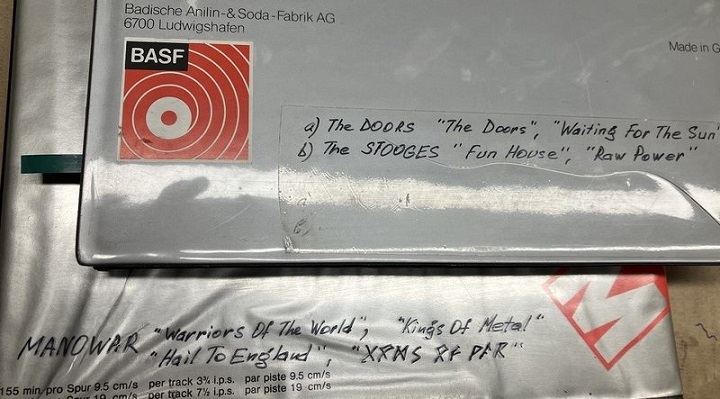 Badische Anilin-&Soda-Fabrik AG
6700 Ludwigshafen
BASF
Made in G
a) The DOORS "The Doors", "Waiting For The Sun"
b) The STOOGES "Fun House", "Raw Power"
MANOWAR "Warriors Of The World", "Kings Of Metal"
"Hail To England",
155 min pro Spur 9.5 cm/s per track 3¾ i.p.s. par piste 9.5 cm/s
Spur 19 cm/s per track 7½ i.p.s. par piste 19 cm/s